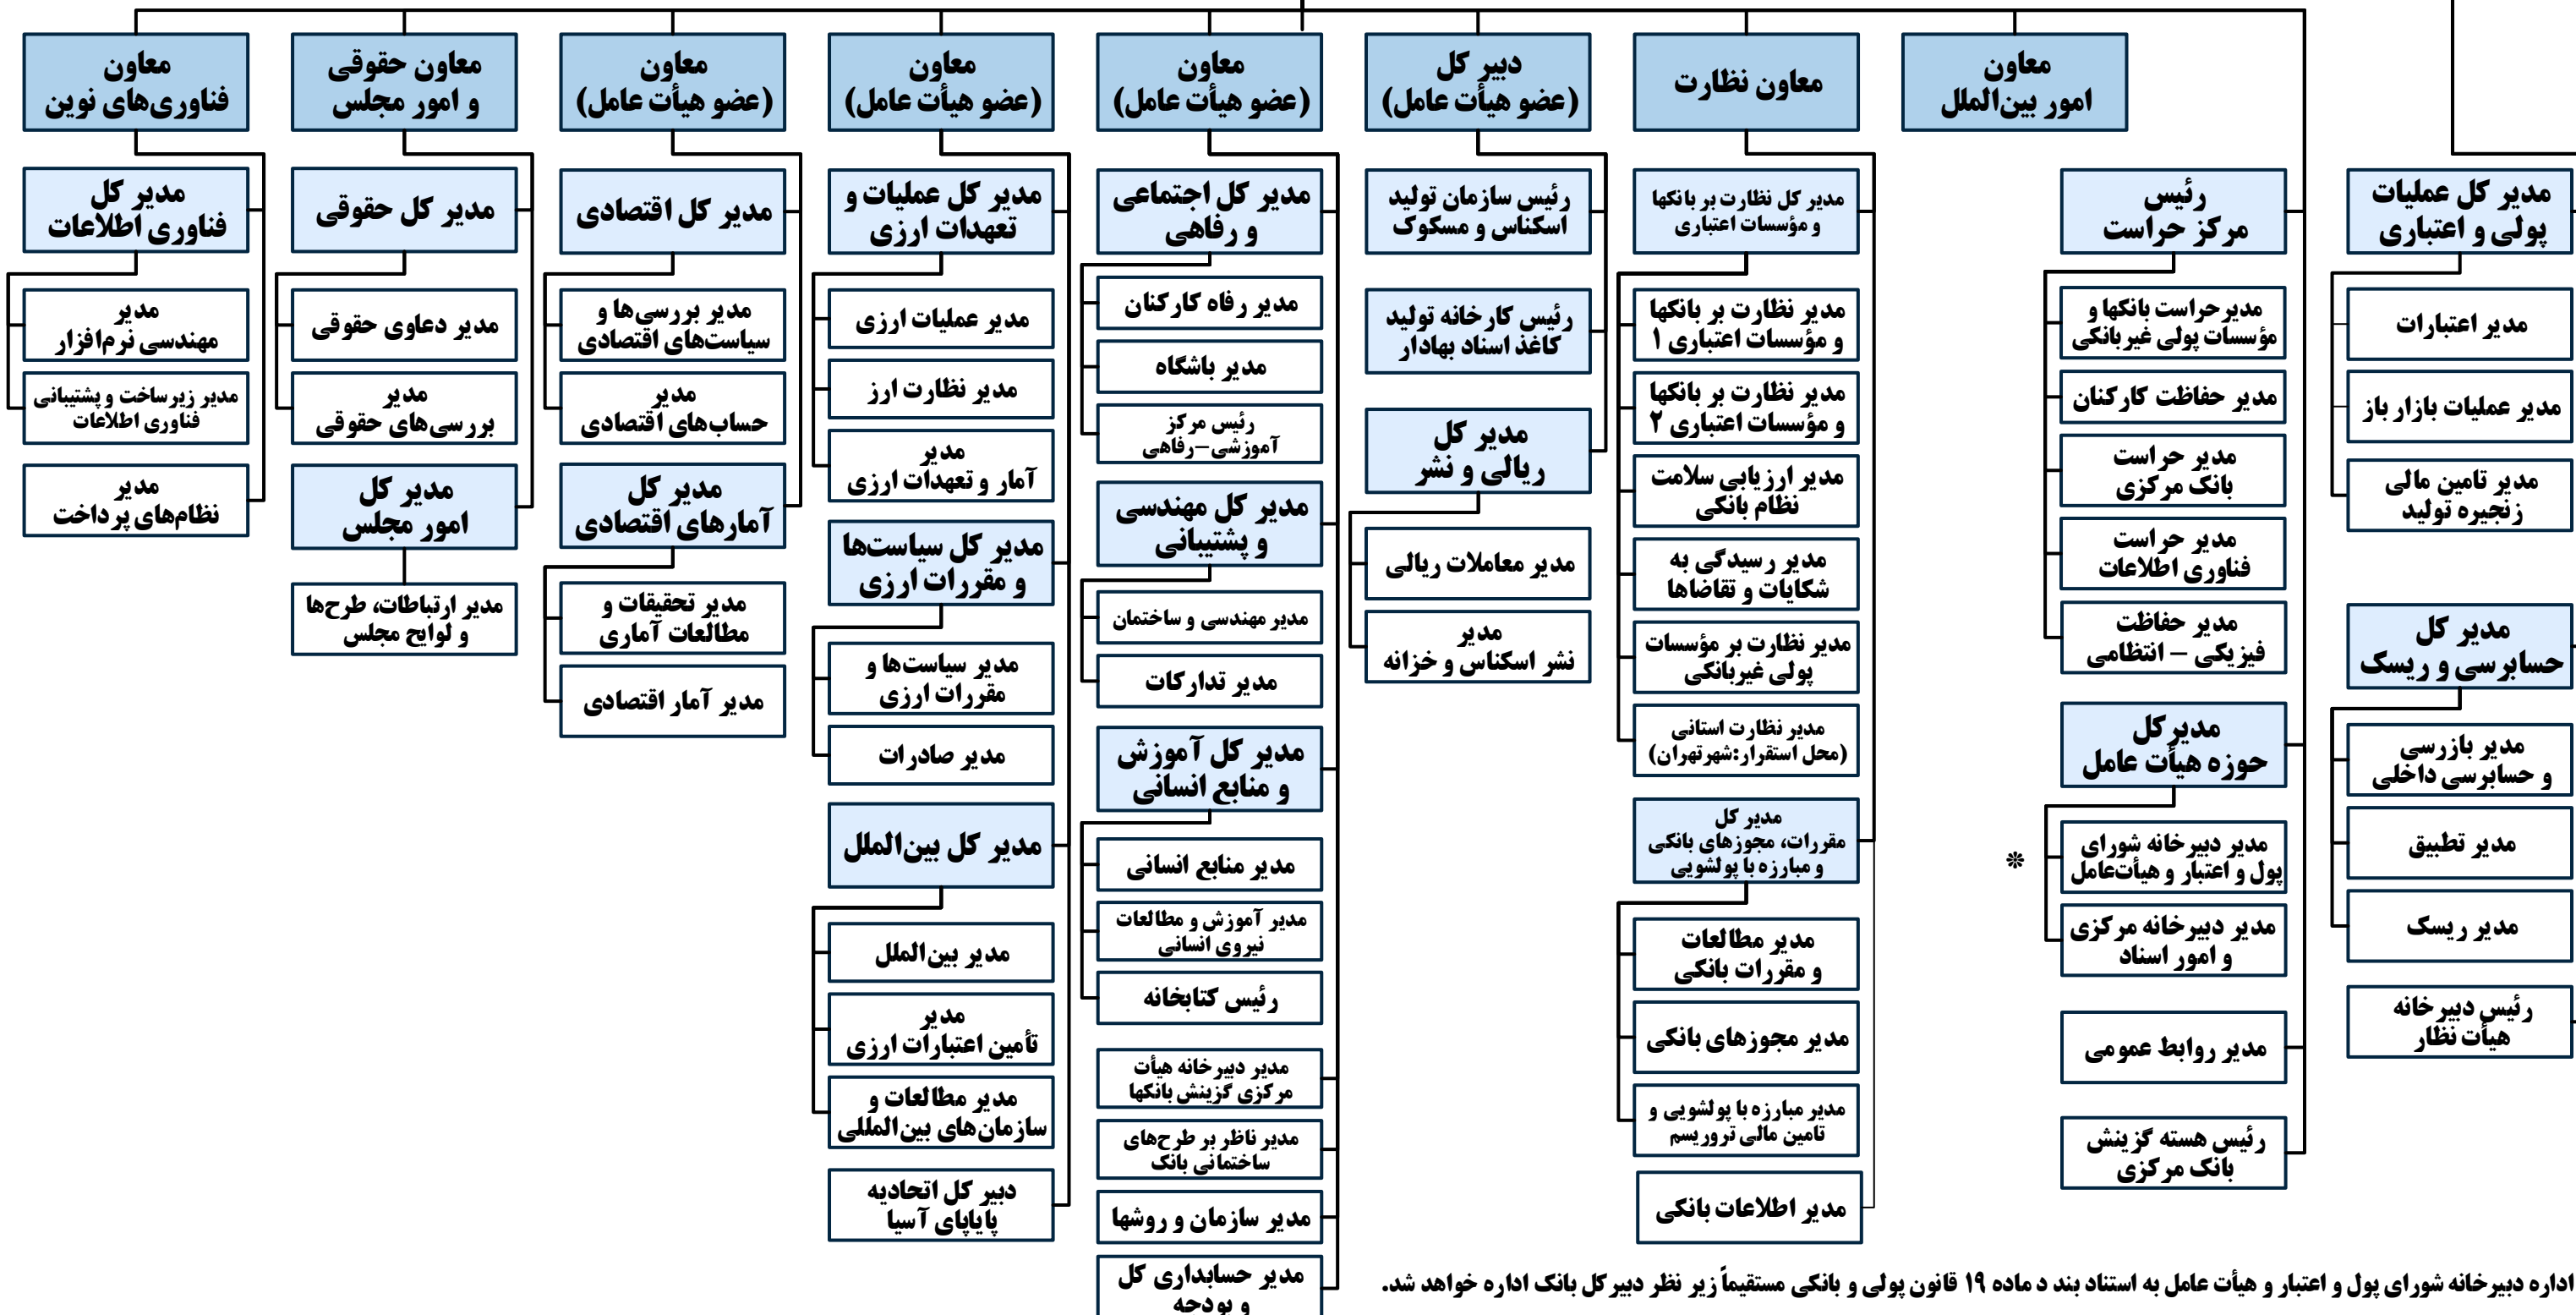 معاون
امور بین‌الملل
معاون نظارت
دبیر کل
(عضو هیأت عامل)
معاون
(عضو هیأت عامل)
معاون
(عضو هیأت عامل)
معاون
(عضو هیأت عامل)
معاون حقوقی
و امور مجلس
معاون
فناوری‌های نوین
مدیر کل عملیات
پولی و اعتباری
مدیر اعتبارات
مدیر عملیات بازار باز
مدیر تامین مالی
زنجیره تولید
مدیر کل
حسابرسی و ریسک
مدیر بازرسی
و حسابرسی داخلی
مدیر تطبیق
مدیر ریسک
رئیس دبیرخانه
هیأت نظار
رئیس
مرکز حراست
مدیر حراست بانکها و
مؤسسات پولی غیربانکی
مدیر حفاظت کارکنان
مدیر حراست
بانک مرکزی
مدیر حراست
فناوری اطلاعات
مدیر حفاظت
فیزیکی – انتظامی
مدیرکل
حوزه هیأت عامل
مدیر دبیرخانه شورای
پول و اعتبار و هیأت‌عامل
*
مدیر دبیرخانه مرکزی
و امور اسناد
مدیر روابط عمومی
رئیس هسته گزینش
بانک مرکزی
مدیر کل نظارت بر بانکها
و مؤسسات اعتباری
مدیر نظارت بر بانکها
و مؤسسات اعتباری ۱
مدیر نظارت بر بانکها
و مؤسسات اعتباری ۲
مدیر ارزیابی سلامت
نظام بانکی
مدیر رسیدگی به
شکایات و تقاضاها
مدیر نظارت بر مؤسسات
پولی غیربانکی
مدیر نظارت استانی
(محل استقرار:شهرتهران)
مدیر کل
مقررات، مجوزهای بانکی
و مبارزه با پولشویی
مدیر مطالعات
و مقررات بانکی
مدیر مجوزهای بانکی
مدیر مبارزه با پولشویی و
تامین مالی تروریسم
مدیر اطلاعات بانکی
رئیس سازمان تولید
اسکناس و مسکوک
رئیس کارخانه تولید
کاغذ اسناد بهادار
مدیر کل
ریالی و نشر
مدیر معاملات ریالی
مدیر
نشر اسکناس و خزانه
مدیر کل اجتماعی
و رفاهی
مدیر رفاه کارکنان
مدیر باشگاه
رئیس مرکز
آموزشی–رفاهی
مدیر کل مهندسی
و پشتیبانی
مدیر مهندسی و ساختمان
مدیر تدارکات
مدیر کل آموزش
و منابع انسانی
مدیر منابع انسانی
مدیر آموزش و مطالعات
نیروی انسانی
رئیس کتابخانه
مدیر دبیرخانه هیأت
مرکزی گزینش بانکها
مدیر ناظر بر طرح‌های
ساختمانی بانک
مدیر سازمان و روشها
مدیر حسابداری کل
و بودجه
مدیر کل عملیات و
تعهدات ارزی
مدیر عملیات ارزی
مدیر نظارت ارز
مدیر
آمار و تعهدات ارزی
مدیر کل سیاست‌ها
و مقررات ارزی
مدیر سیاست‌ها و
مقررات ارزی
مدیر صادرات
مدیر کل بین‌الملل
مدیر بین‌الملل
مدیر
تأمین اعتبارات ارزی
مدیر مطالعات و
سازمان‌های بین‌المللی
دبیر کل اتحادیه
پایاپای آسیا
مدیر کل اقتصادی
مدیر بررسی‌ها و
سیاست‌های اقتصادی
مدیر
حساب‌های اقتصادی
مدیر کل
آمارهای اقتصادی
مدیر تحقیقات و
مطالعات آماری
مدیر آمار اقتصادی
مدیر کل حقوقی
مدیر دعاوی حقوقی
مدیر
بررسی‌های حقوقی
مدیر کل
امور مجلس
مدیر ارتباطات، طرح‌ها
و لوایح مجلس
مدیر کل
فناوری اطلاعات
مدیر
مهندسی نرم‌افزار
مدیر زیرساخت و پشتیبانی
فناوری اطلاعات
مدیر
نظام‌های پرداخت
اداره دبیرخانه شورای پول و اعتبار و هیأت عامل به استناد بند د ماده ۱۹ قانون پولی و بانکی مستقیماً زیر نظر دبیرکل بانک اداره خواهد شد.